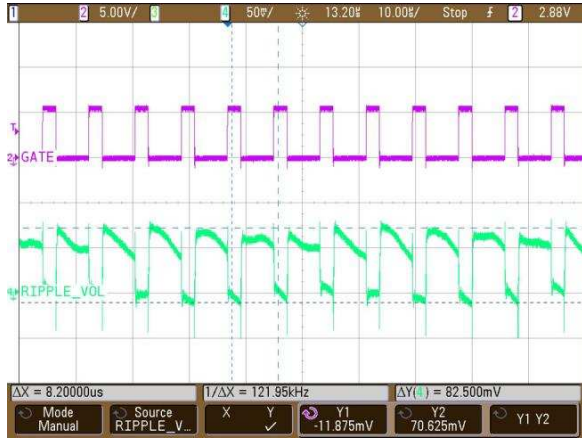 1 2 5.00V/ 3 4 50mV/ 13.20s 10.00s/ Stop 2 2.88V
T
2 GATE
4 RIPPLE_VOL
ΔX = 8.20000us 1/ΔX = 121.95kHz ΔY(4) = 82.500mV
Mode Source X Y Y1 Y2 Y1 Y2
Manual RIPPLE_V... ✓ -11.875mV 70.625mV